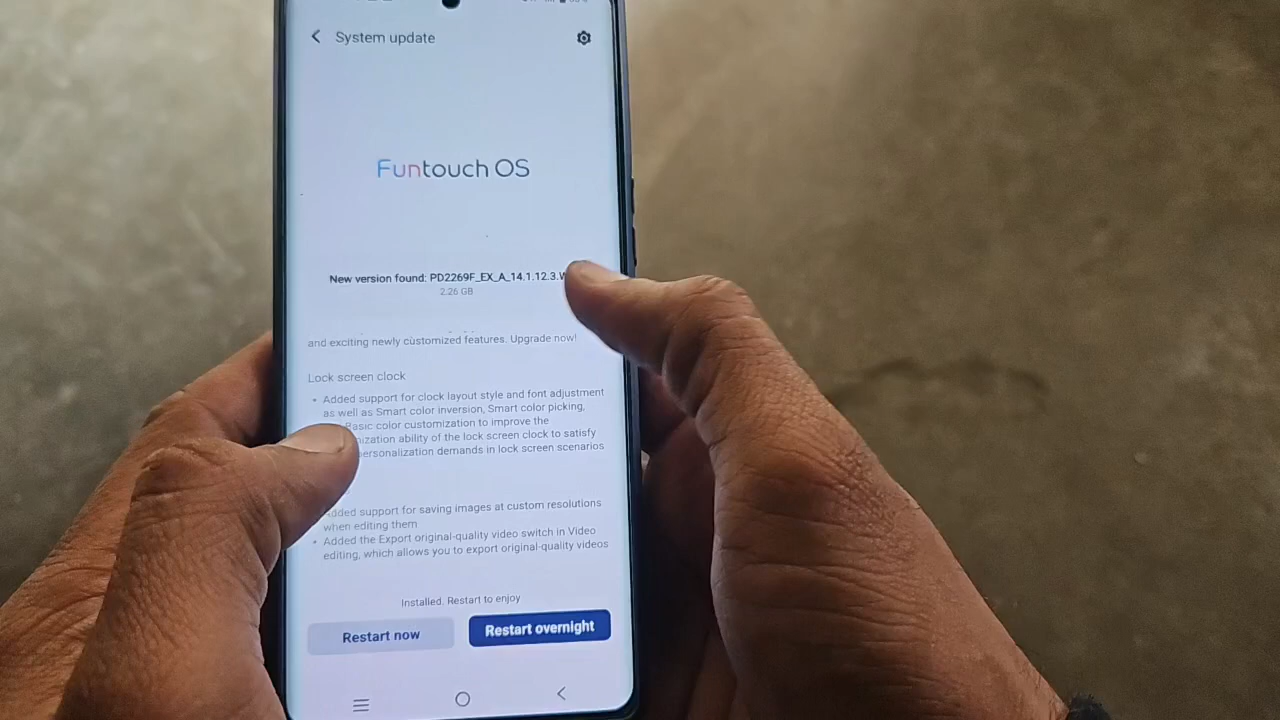 System update
Funtouch OS
New version found: PD2269F_EX_A_14.1.12.3.
2.26 GB
and exciting newly customized features. Upgrade now!
Lock screen clock
• Added support for clock layout style and font adjustment
as well as Smart color inversion, Smart color picking,
Basic color customization to improve the
ization ability of the lock screen clock to satisfy
ersonalization demands in lock screen scenarios
Added support for saving images at custom resolutions
when editing them
• Added the Export original-quality video switch in Video
editing, which allows you to export original-quality videos
Installed. Restart to enjoy
Restart now
Restart overnight